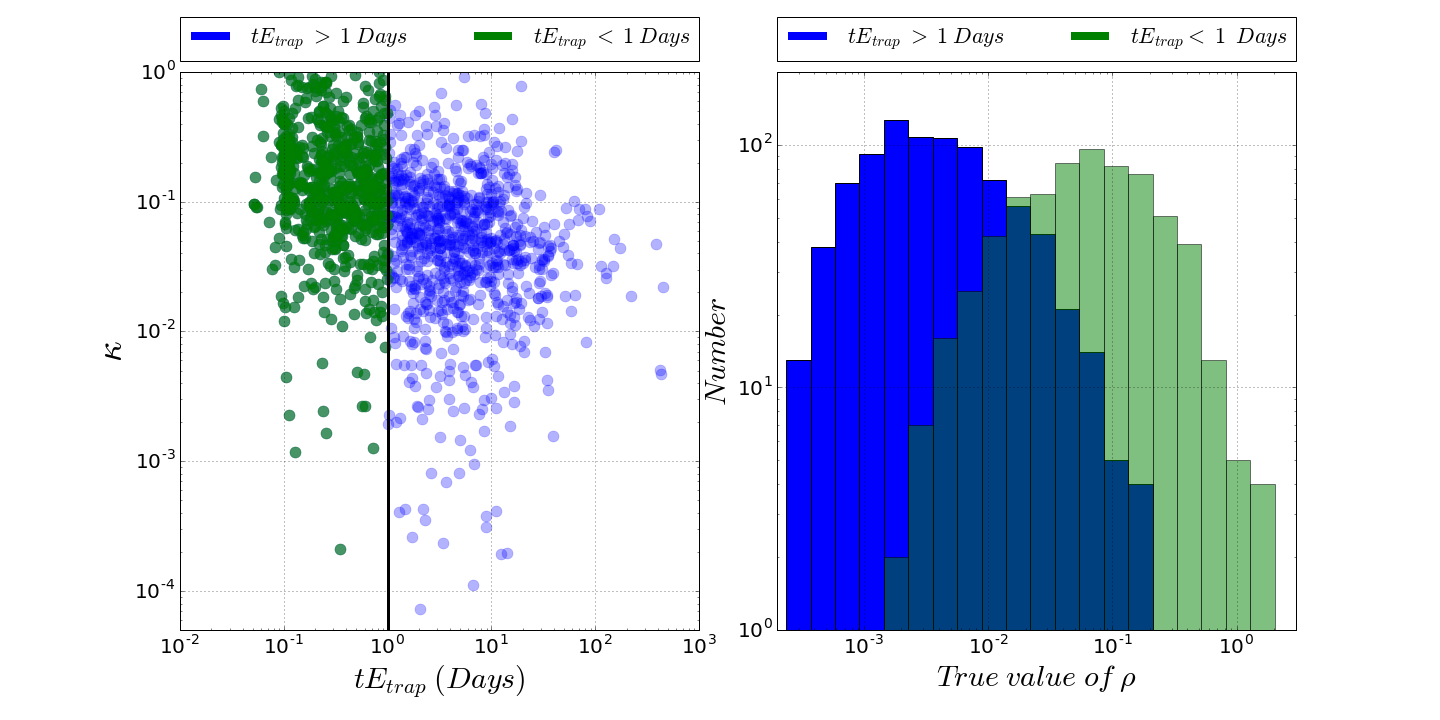 tE_trap > 1 Days tE_trap < 1 Days
10^0
10^-1
10^-2
10^-3
10^-4
κ
10^-2 10^-1 10^0 10^1 10^2 10^3
tE_trap (Days)
tE_trap > 1 Days tE_trap < 1 Days
10^2
10^1
10^0
Number
10^-3 10^-2 10^-1 10^0
True value of ρ